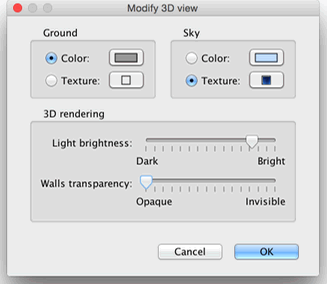 Modify 3D view
Ground
Sky
Color:
Color:
Texture:
Texture:
3D rendering
Light brightness:
Dark Bright
Walls transparency:
Opaque Invisible
Cancel OK